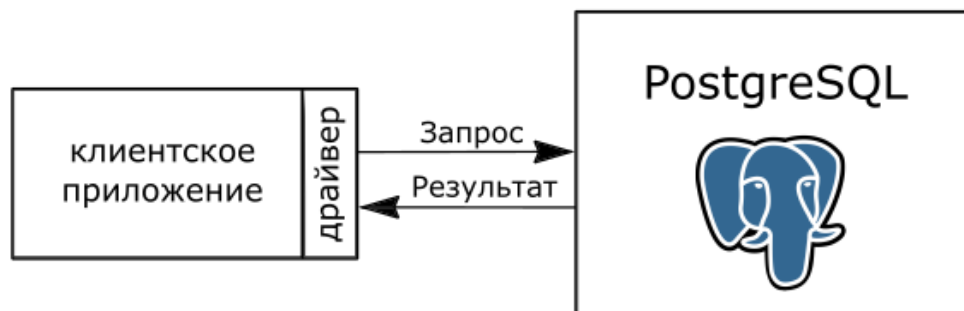 клиентское
приложение
драйвер
Запрос
Результат
PostgreSQL